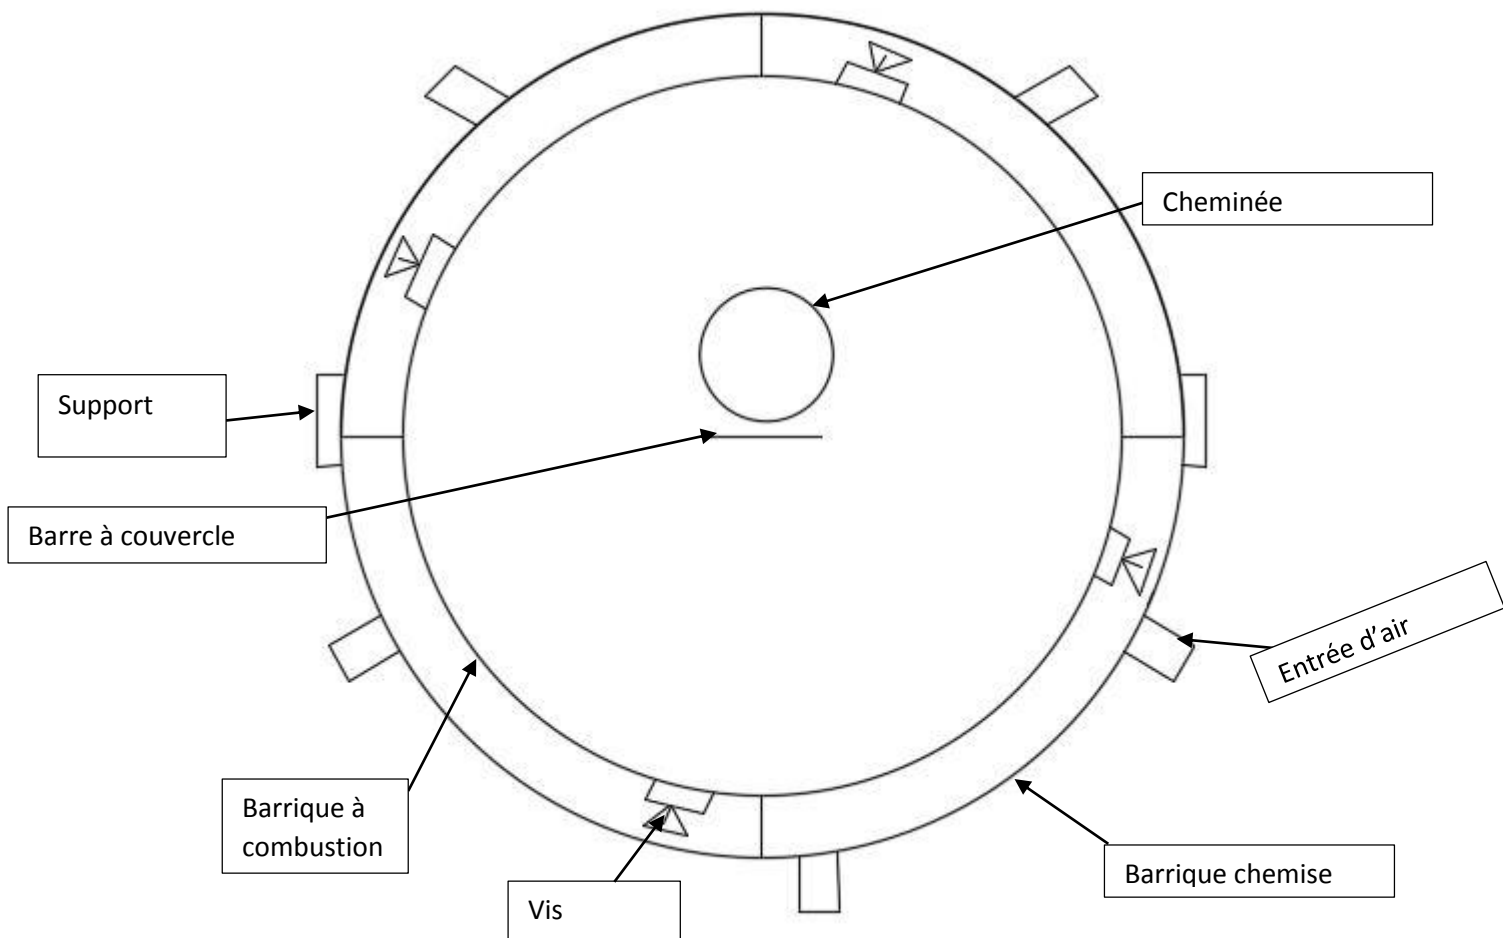 Cheminée
Support
Barre à couvercle
Entrée d’air
Barrique à
combustion
Barrique chemise
Vis